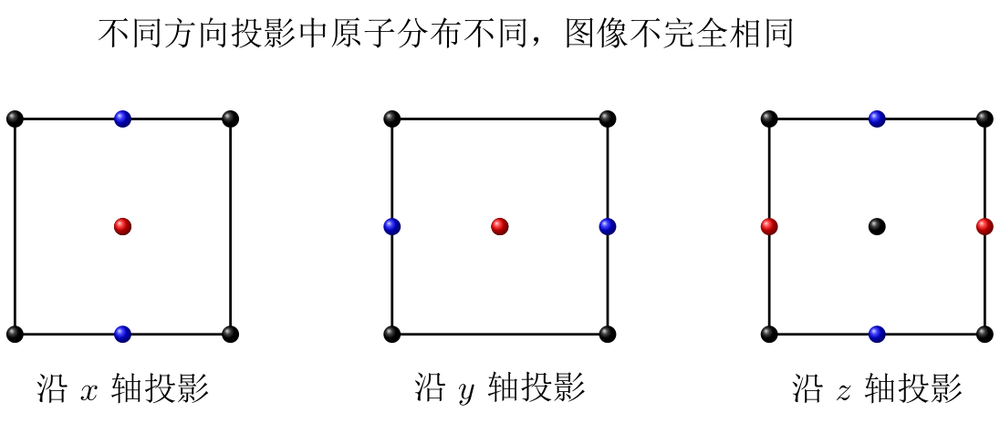 不同方向投影中原子分布不同，图像不完全相同
沿 x 轴投影
沿 y 轴投影
沿 z 轴投影